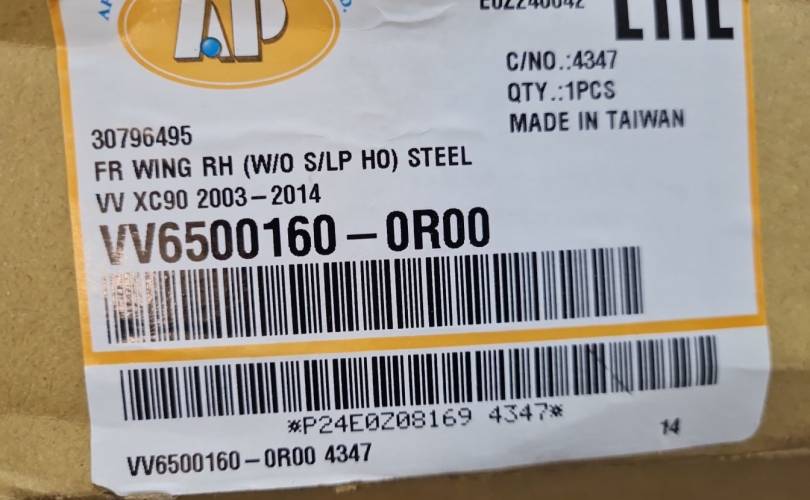 AP
C/NO.:4347
QTY.:1PCS
MADE IN TAIWAN
30796495
FR WING RH (W/O S/LP HO) STEEL
VV XC90 2003-2014
VV6500160-0R00
*P24E0Z08169 4347*
14
VV6500160-0R00 4347